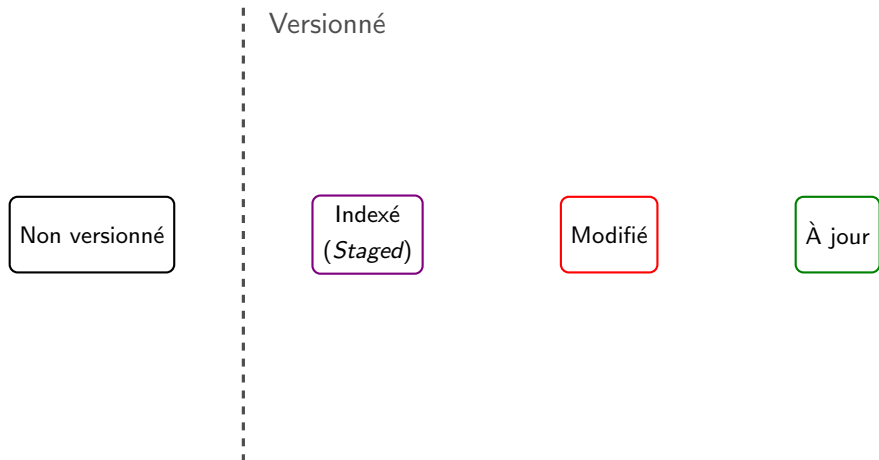 Versionné
Non versionné
Indexé
(Staged)
Modifié
À jour